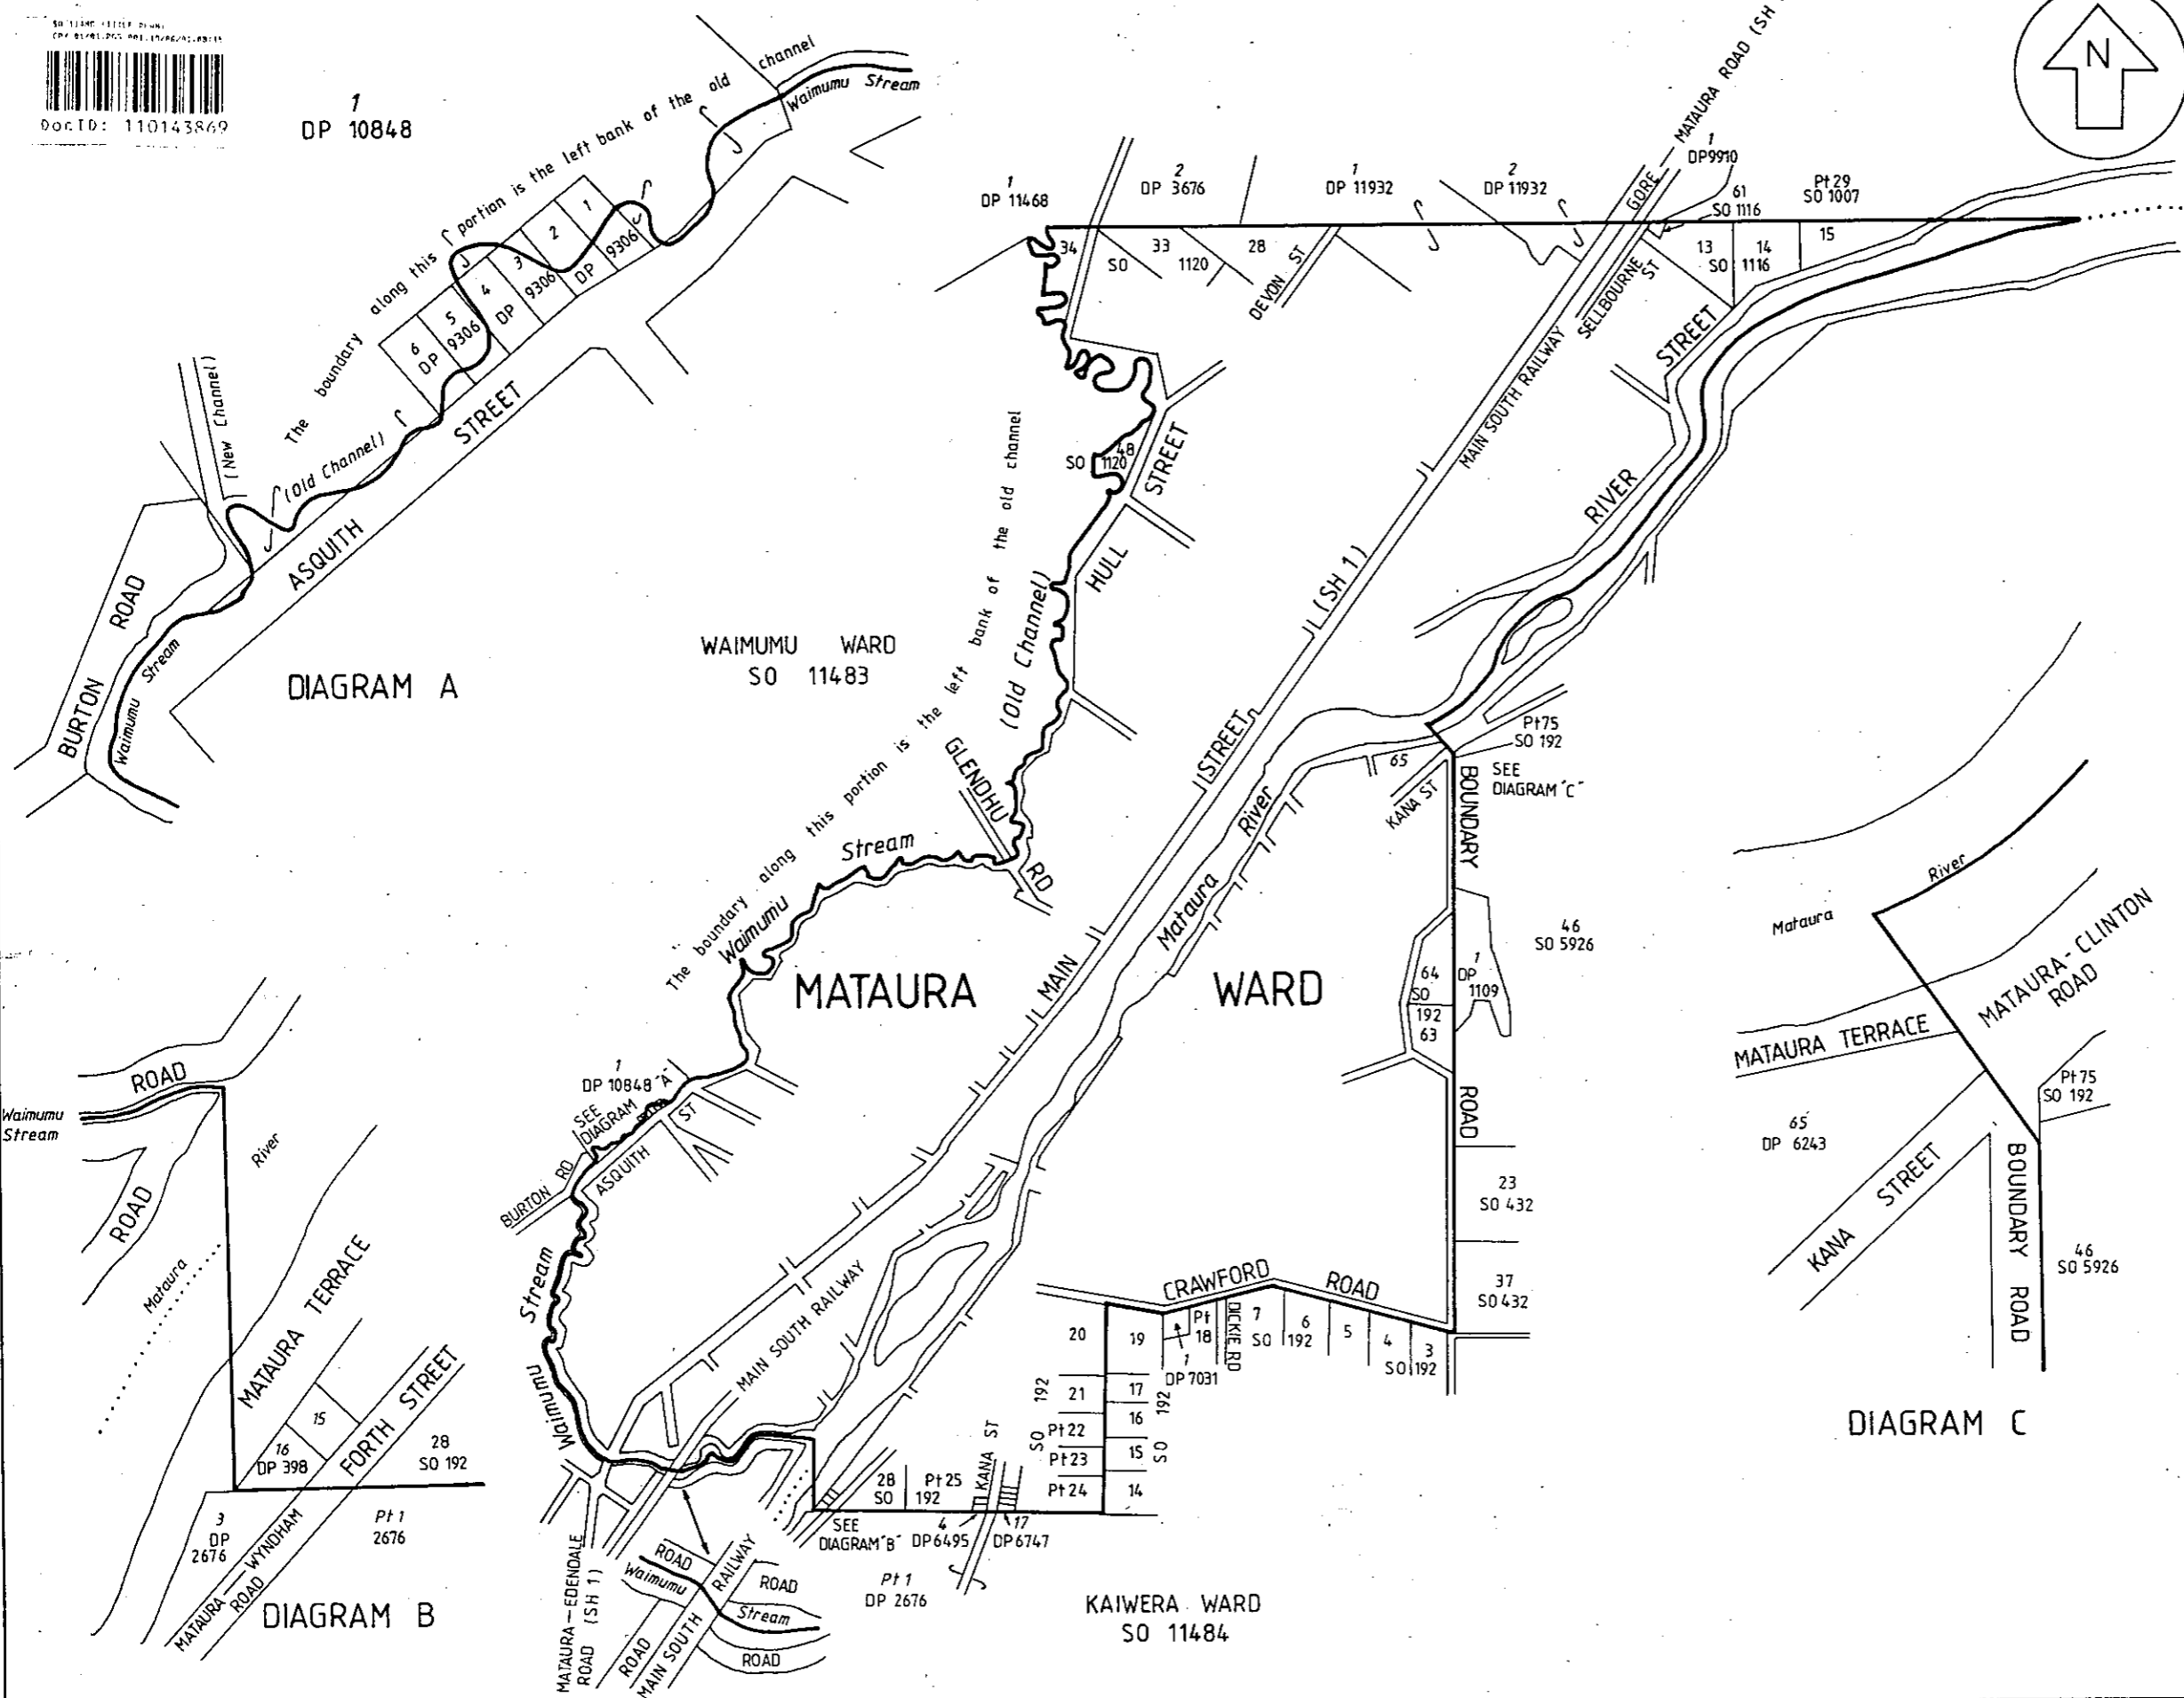 DocID: 110143869
1
DP 10848
The boundary along this portion is the left bank of the old channel
Waimumu Stream
1
2
3
4
5
6
DP 9306
DP 9306
DP 9306
(New Channel)
(Old Channel)
ASQUITH STREET
BURTON ROAD
Waimumu Stream
DIAGRAM A
N
1
DP 11468
2
DP 3676
1
DP 11932
2
DP 11932
GORE — MATAURA ROAD (SH
1
DP9910
61
SO 1116
Pt 29
SO 1007
34
33
SO 1120
28
DEVON ST
SELLBOURNE ST
13
14
SO 1116
15
MAIN SOUTH RAILWAY
RIVER STREET
48
SO 1120
HULL STREET
The boundary along this portion is the left bank of the old channel
(Old Channel)
WAIMUMU WARD
SO 11483
GLENDHU RD
Waimumu Stream
MAIN STREET (SH 1)
Mataura River
MATAURA WARD
65
KANA ST
Pt75
SO 192
SEE
DIAGRAM "C"
BOUNDARY ROAD
46
SO 5926
64
SO
192
63
1
DP
1109
23
SO 432
37
SO 432
1
DP 10848
SEE
DIAGRAM "A"
ASQUITH ST
BURTON RD
Waimumu Stream
MAIN SOUTH RAILWAY
CRAWFORD ROAD
20
19
Pt
18
DICKIE RD
7
SO
6
192
5
4
3
SO 192
1
DP 7031
21
17
16
Pt22
Pt23
15
Pt24
14
SO 192
SO 192
28
SO
Pt25
192
KANA ST
SEE
DIAGRAM "B"
4
DP6495
17
DP6747
Pt 1
DP 2676
KAIWERA WARD
SO 11484
MATAURA — EDENDALE
ROAD (SH 1)
ROAD
Waimumu
Stream
RAILWAY
ROAD
ROAD
MAIN SOUTH
ROAD
ROAD
Waimumu
Stream
ROAD
River
Mataura
MATAURA TERRACE
15
16
DP 398
FORTH STREET
28
SO 192
3
DP
2676
Pt 1
2676
MATAURA — WYNDHAM
ROAD
DIAGRAM B
River
Mataura
MATAURA - CLINTON
ROAD
MATAURA TERRACE
Pt 75
SO 192
65
DP 6243
KANA STREET
BOUNDARY ROAD
46
SO 5926
DIAGRAM C